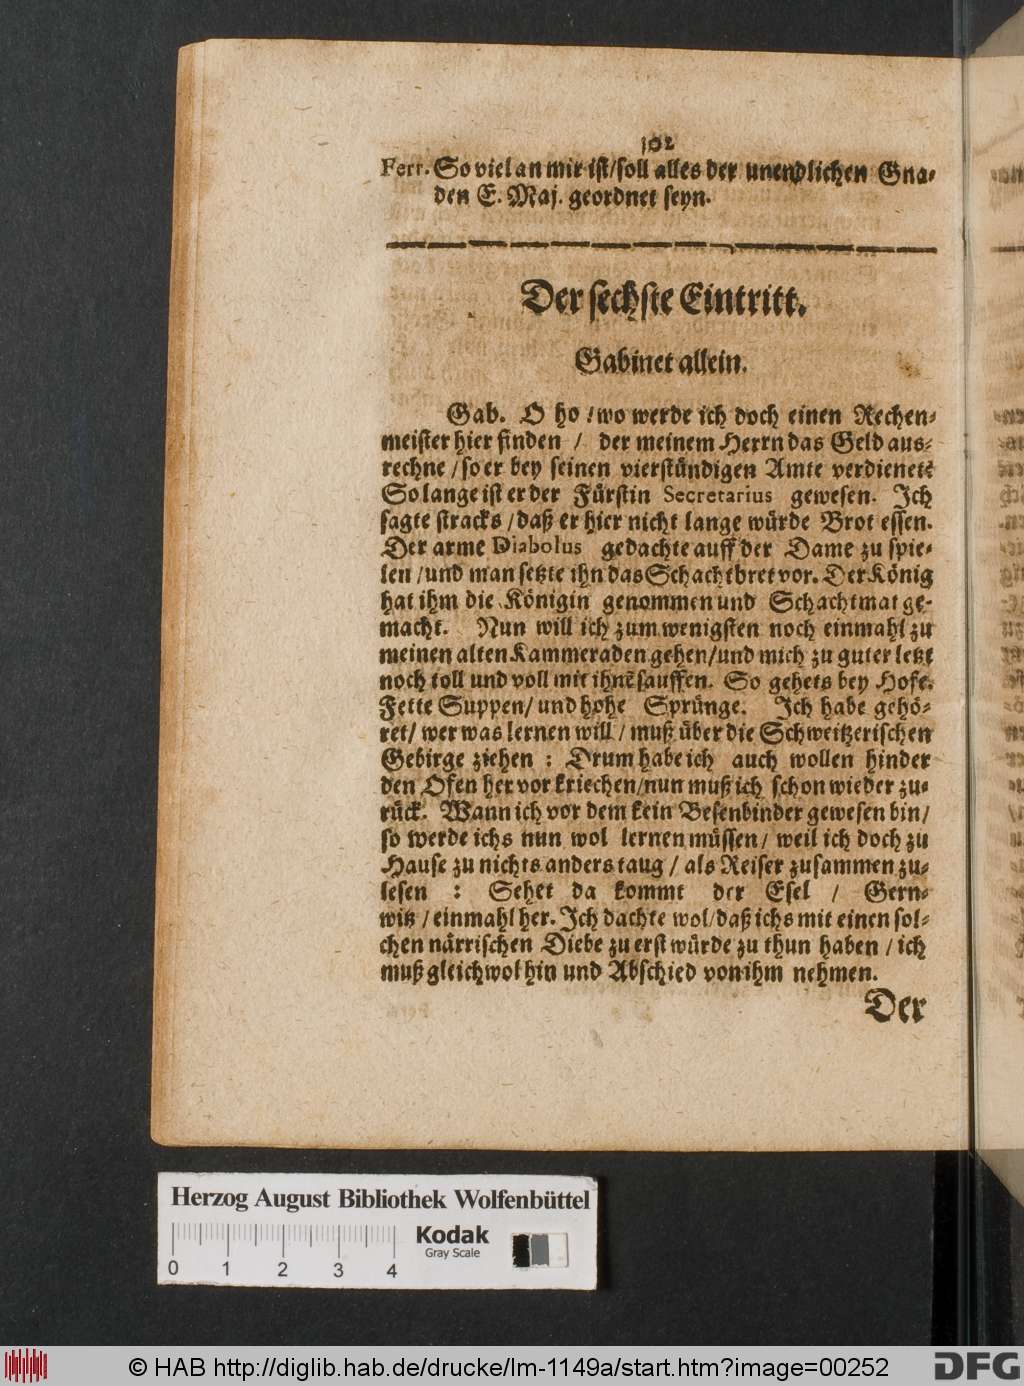 102
Ferr. So viel an mir ist/soll alles der unendlichen Gna-
den E. Maj. geordnet seyn.
Der sechste Eintritt.
Gabinet allein.
Gab. O ho /wo werde ich doch einen Rechen-
meister hier finden / der meinem Herrn das Geld aus-
rechne /so er bey seinen vierstündigen Amte verdienete
So lange ist er der Fürstin Secretarius gewesen. Ich
sagte stracks /daß er hier nicht lange würde Brot essen.
Der arme Diabolus gedachte auff der Dame zu spie-
len /und man setzte ihn das Schachtbret vor. Der König
hat ihm die Königin genommen und Schachtmat ge-
macht. Nun will ich zum wenigsten noch einmahl zu
meinen alten Kammeraden gehen/und mich zu guter letzt
noch toll und voll mit ihnẽ sauffen. So gehets bey Hofe.
Fette Suppen/ und hohe Sprünge. Ich habe gehö-
ret/ wer was lernen will / muß über die Schweitzerischen
Gebirge ziehen : Drum habe ich auch wollen hinder
den Ofen her vor kriechen/nun muß ich schon wieder zu-
rück. Wann ich vor dem kein Besenbinder gewesen bin/
so werde ichs nun wol lernen müssen / weil ich doch zu
Hause zu nichts anders taug / als Reiser zusammen zu-
lesen : Sehet da kommt der Esel / Gern-
witz /einmahl her. Ich dachte wol/daß ichs mit einen sol-
chen närrischen Diebe zu erst würde zu thun haben / ich
muß gleichwol hin und Abschied von ihm nehmen.
Der
Herzog August Bibliothek Wolfenbüttel
Kodak
Gray Scale
0 1 2 3 4
© HAB http://diglib.hab.de/drucke/lm-1149a/start.htm?image=00252
DFG